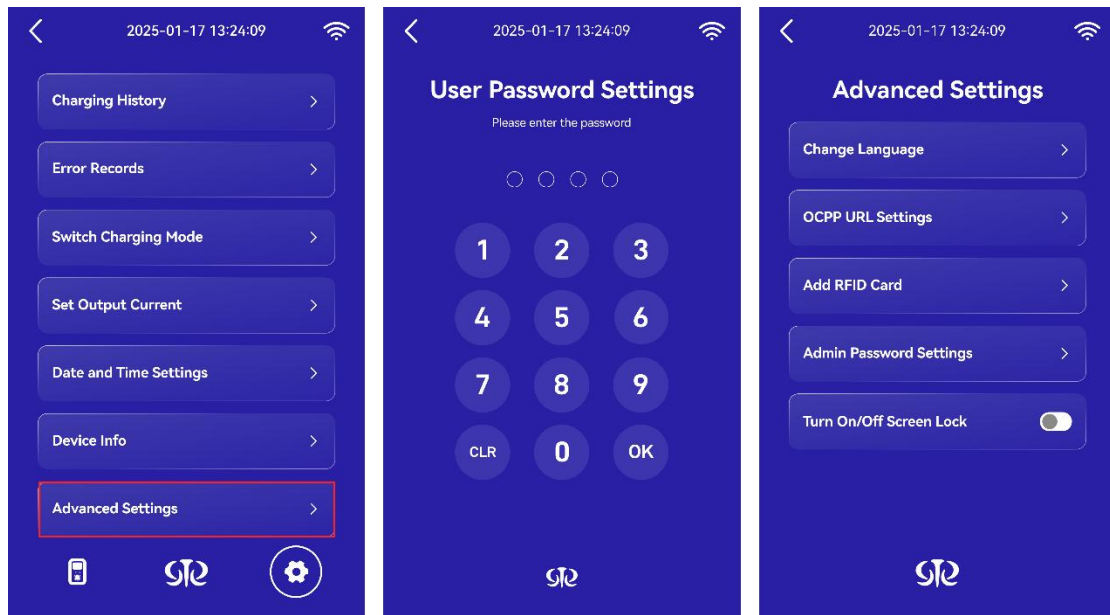 2025-01-17 13:24:09
Charging History
Error Records
Switch Charging Mode
Set Output Current
Date and Time Settings
Device Info
Advanced Settings
2025-01-17 13:24:09
User Password Settings
Please enter the password
1 2 3
4 5 6
7 8 9
CLR 0 OK
2025-01-17 13:24:09
Advanced Settings
Change Language
OCPP URL Settings
Add RFID Card
Admin Password Settings
Turn On/Off Screen Lock